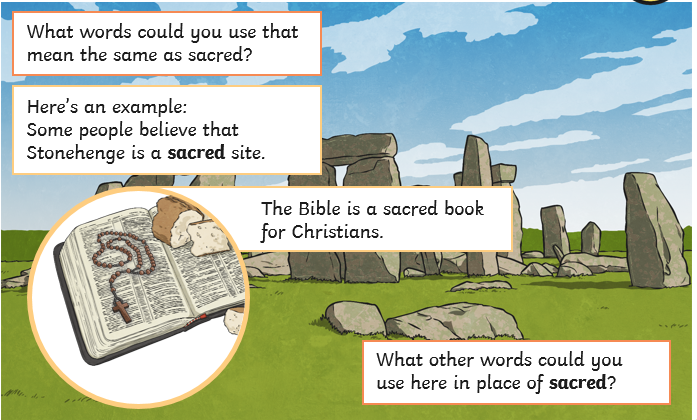 What words could you use that
mean the same as sacred?
Here's an example:
Some people believe that
Stonehenge is a sacred site.
The Bible is a sacred book
for Christians.
What other words could you
use here in place of sacred?